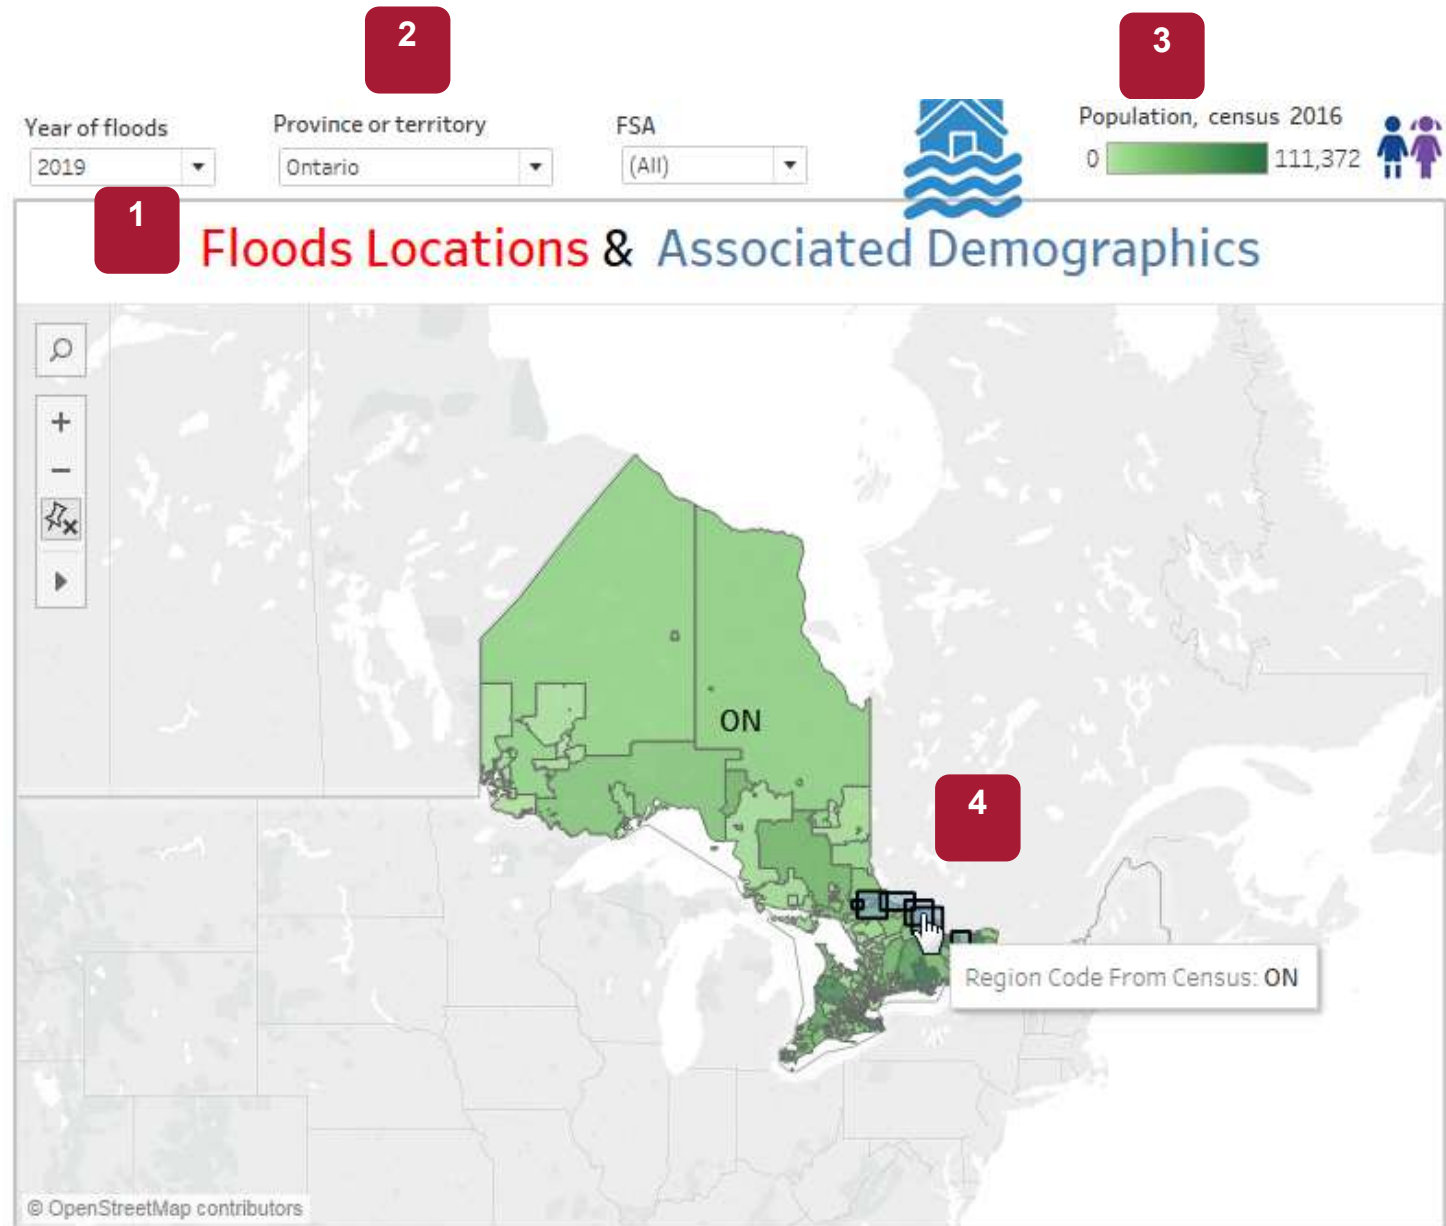 2
3
Year of floods
Province or territory
FSA
Population, census 2016
2019
Ontario
(All)
0
111,372
1
Floods Locations & Associated Demographics
ON
4
Region Code From Census: ON
© OpenStreetMap contributors